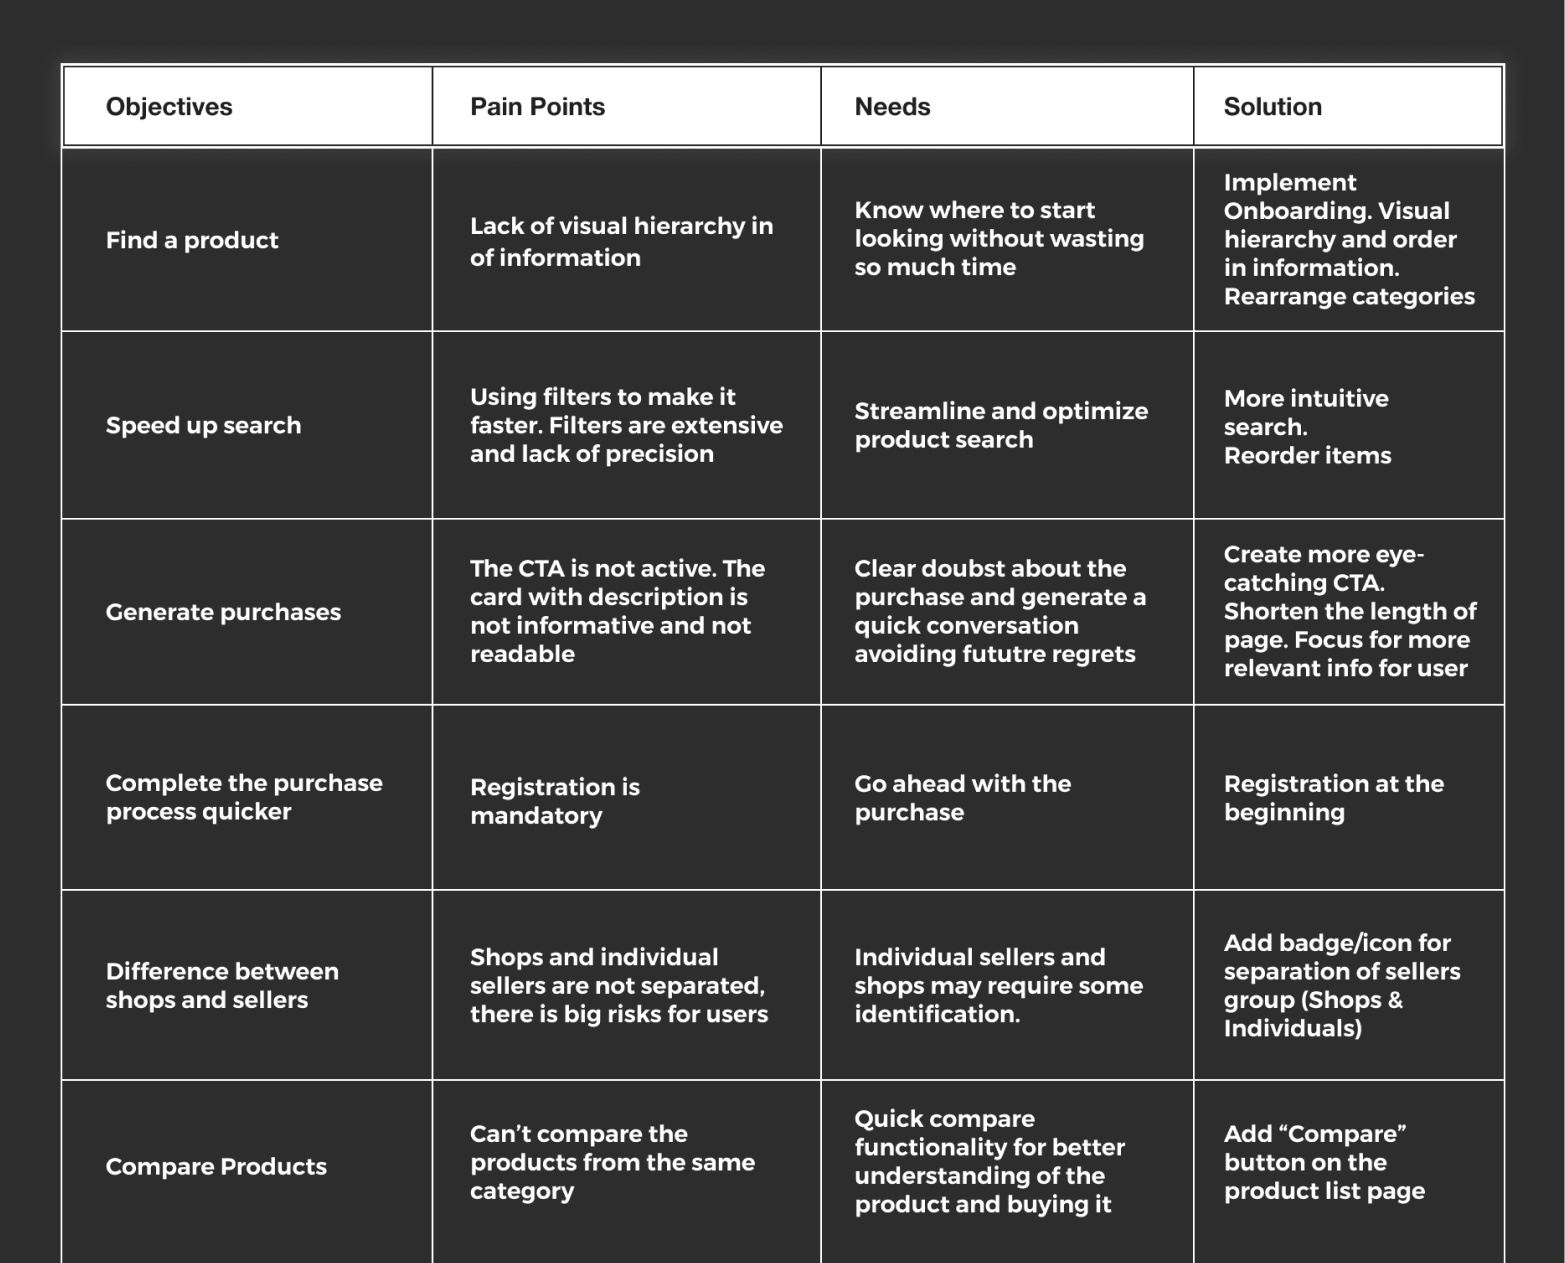 Objectives
Pain Points
Needs
Solution
Find a product
Lack of visual hierarchy in
of information
Know where to start
looking without wasting
so much time
Implement
Onboarding. Visual
hierarchy and order
in information.
Rearrange categories
Speed up search
Using filters to make it
faster. Filters are extensive
and lack of precision
Streamline and optimize
product search
More intuitive
search.
Reorder items
Generate purchases
The CTA is not active. The
card with description is
not informative and not
readable
Clear doubst about the
purchase and generate a
quick conversation
avoiding fututre regrets
Create more eye-
catching CTA.
Shorten the length of
page. Focus for more
relevant info for user
Complete the purchase
process quicker
Registration is
mandatory
Go ahead with the
purchase
Registration at the
beginning
Difference between
shops and sellers
Shops and individual
sellers are not separated,
there is big risks for users
Individual sellers and
shops may require some
identification.
Add badge/icon for
separation of sellers
group (Shops &
Individuals)
Compare Products
Can’t compare the
products from the same
category
Quick compare
functionality for better
understanding of the
product and buying it
Add “Compare”
button on the
product list page